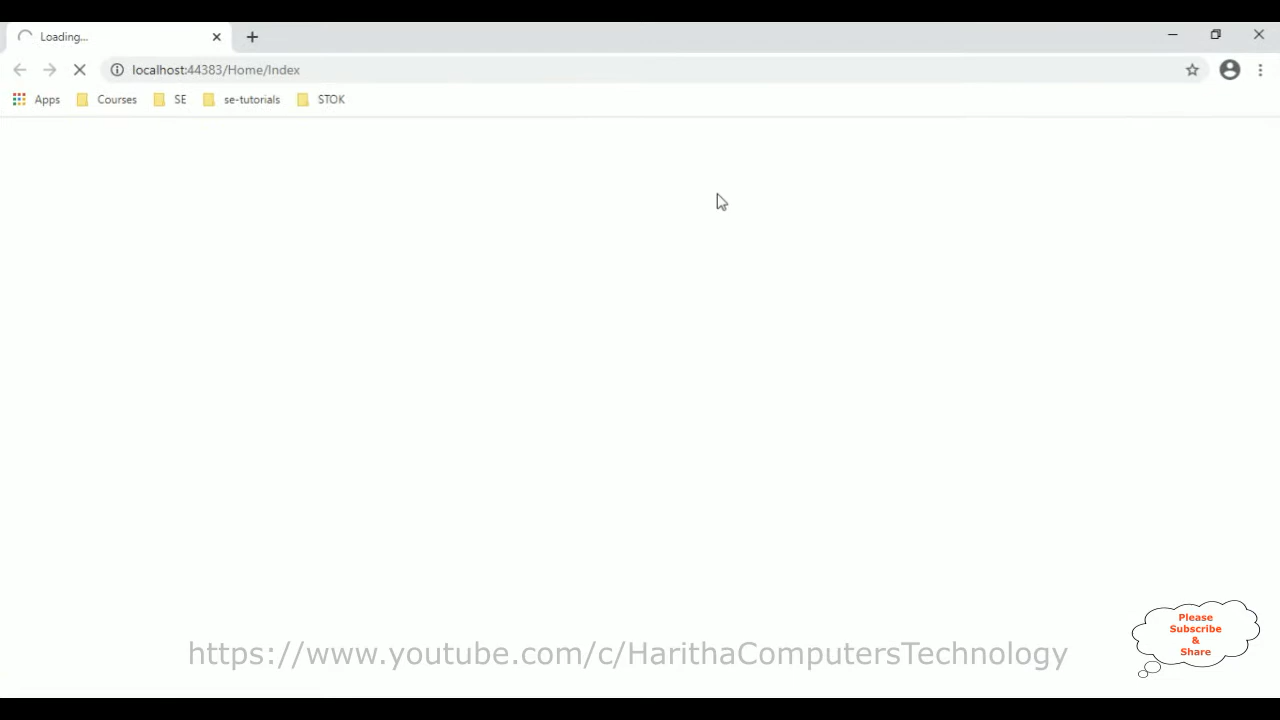 Loading...
localhost:44383/Home/Index
Apps Courses SE se-tutorials STOK
Please
Subscribe
&
Share
https://www.youtube.com/c/HarithaComputersTechnology